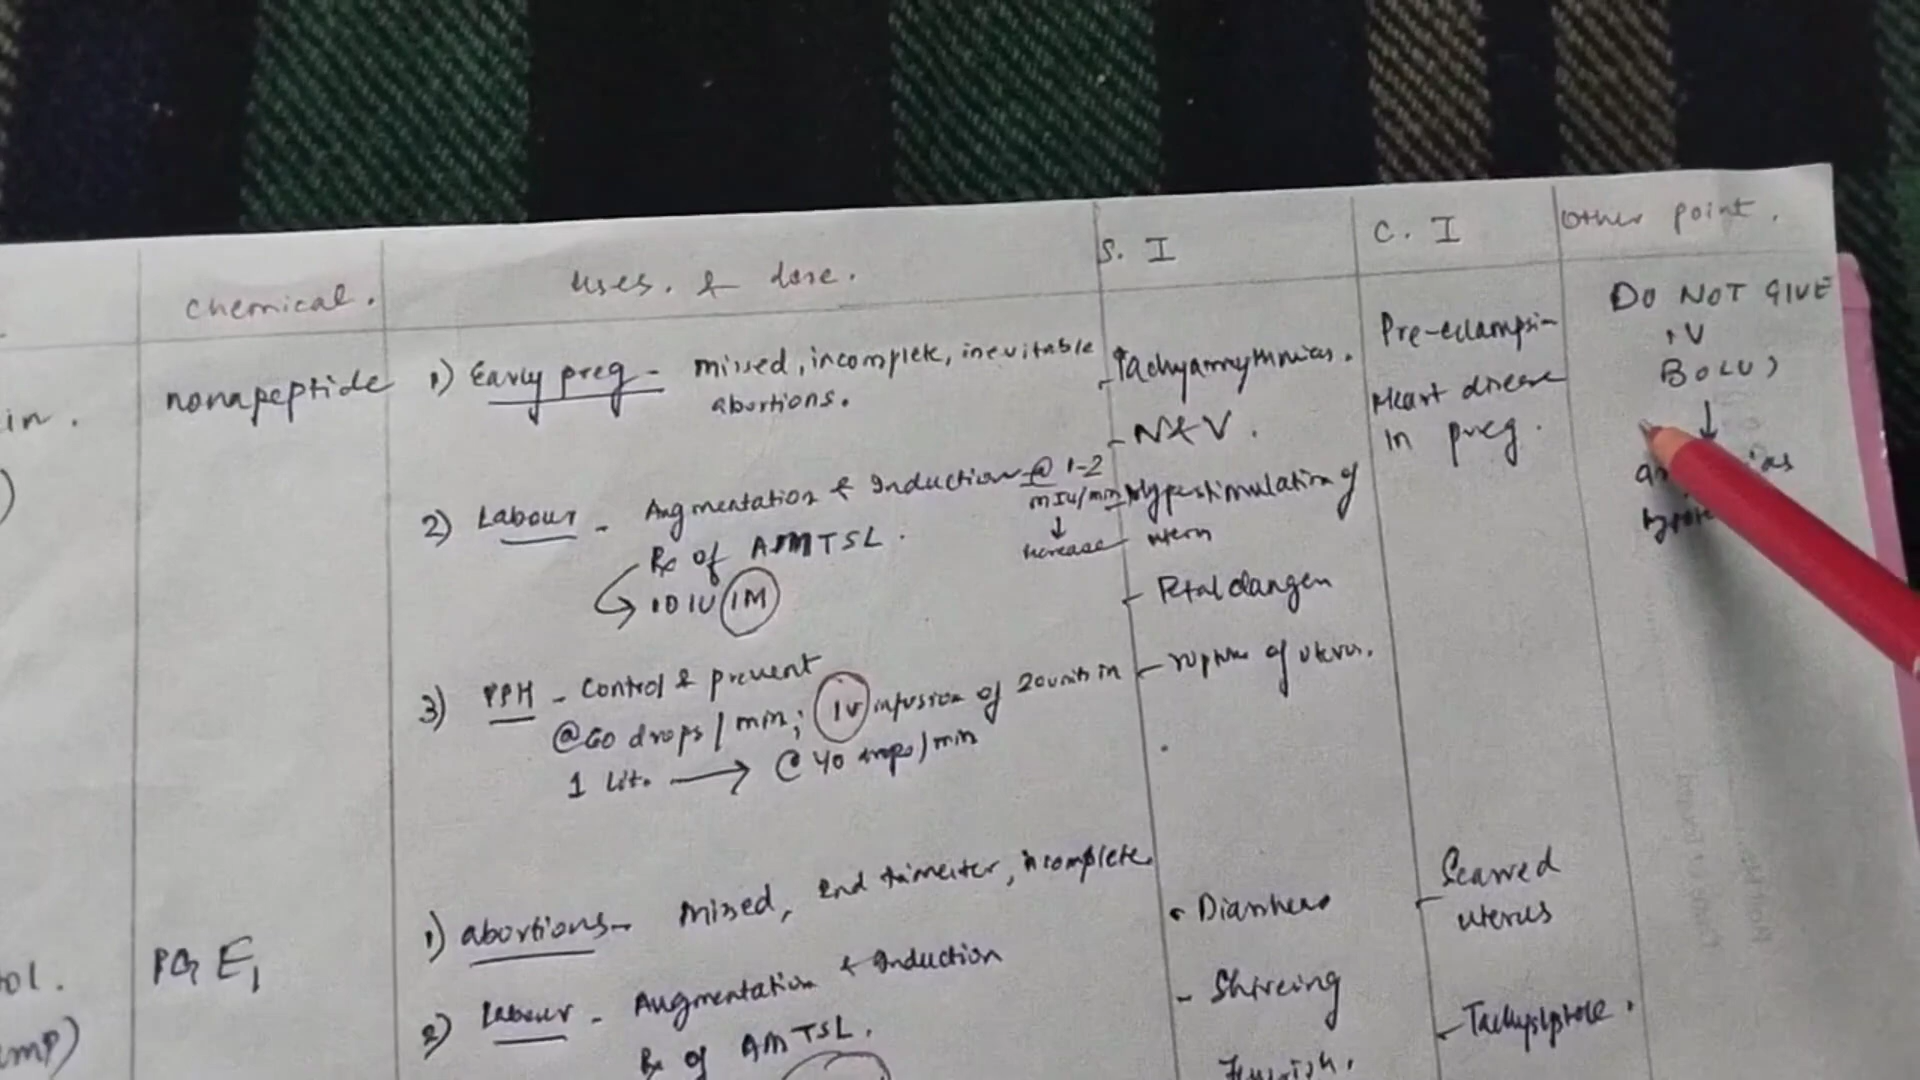 chemical.
uses. & dose.
S. I
C. I
Other point.
in.
nonapeptide
1) Early preg - missed, incomplete, inevitable
abortions.
2) Labour - Augmentation & Induction @ 1-2
mIU/min
↓
increase
Rx of AMTSL.
10 IU IM
3) PPH - Control & prevent
@ 60 drops / min; IV infusion of 20 units in
1 lit. → @ 40 drops/min
- Tachyarrythmias.
- N & V.
- Hyperstimulation of
uterus
- Fetal danger
- rupture of uterus.
Pre-eclampsia
Heart disease
in preg.
DO NOT GIVE
IV
BOLUS
↓
ol.
PG E1
1) abortions - Missed, 2nd trimester, incomplete
2) Labour - Augmentation & Induction
Rx of AMTSL.
- Diarrhea
- Shivering
- Scarred
uterus
- Tachysystole.